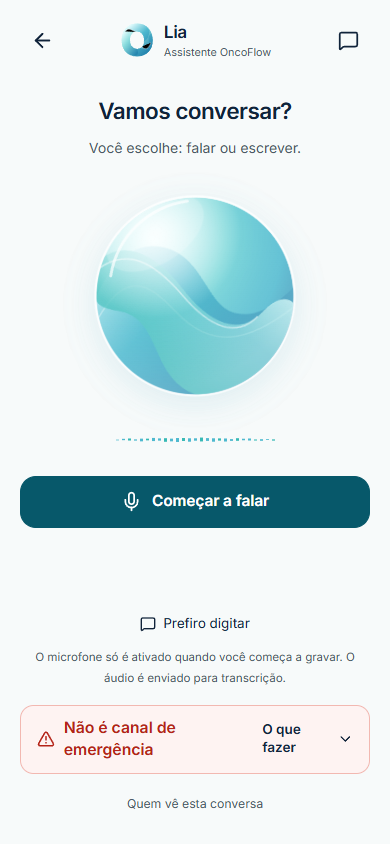 Lia
Assistente OncoFlow
Vamos conversar?
Você escolhe: falar ou escrever.
Começar a falar
Prefiro digitar
O microfone só é ativado quando você começa a gravar. O
áudio é enviado para transcrição.
Não é canal de
emergência
O que
fazer
Quem vê esta conversa